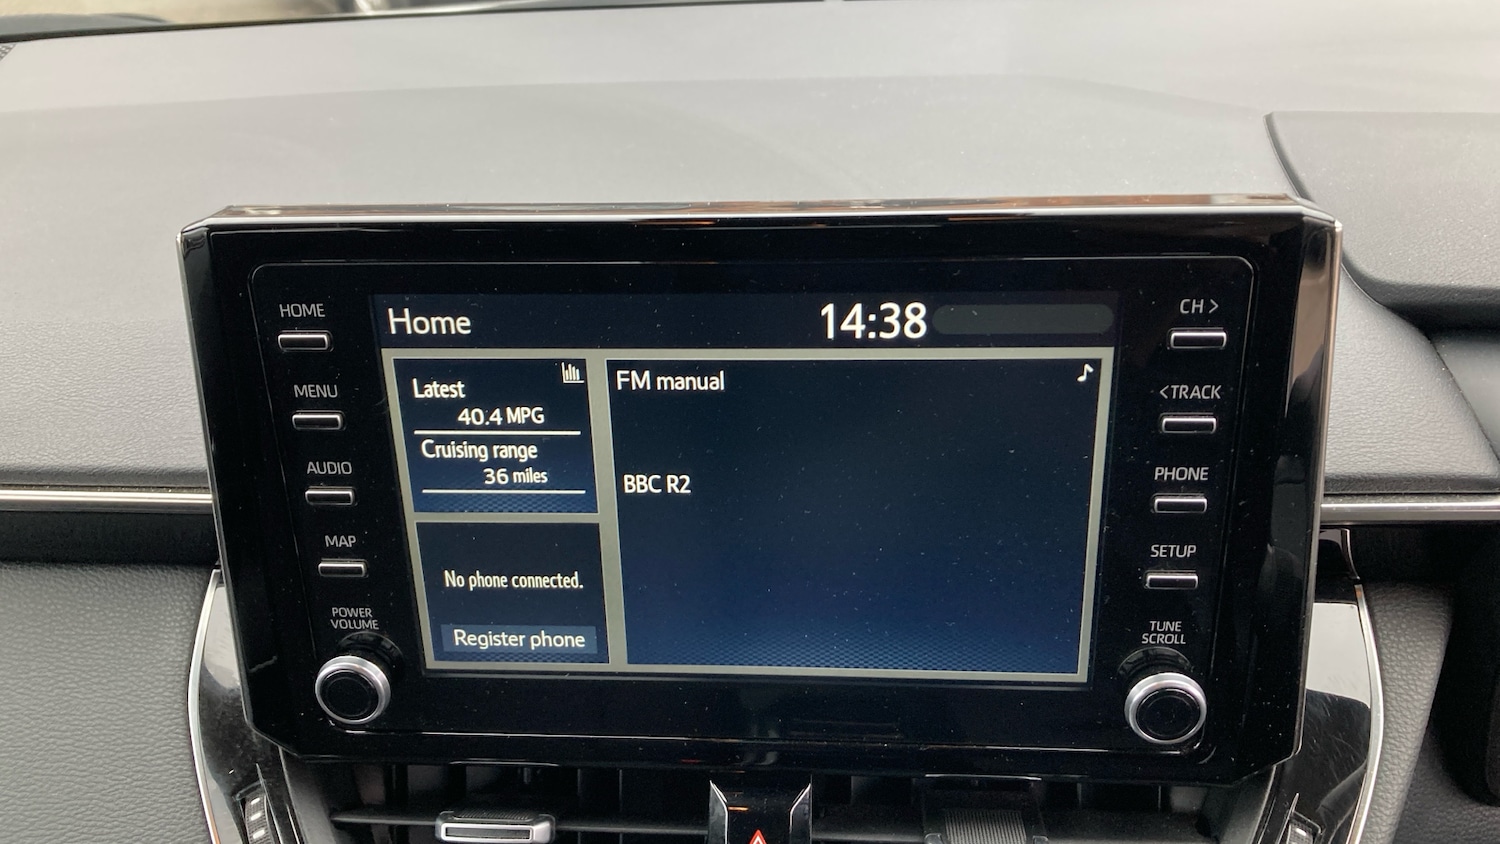 HOME
MENU
AUDIO
MAP
POWER
VOLUME
Home
14:38
Latest
40.4 MPG
Cruising range
36 miles
No phone connected.
Register phone
FM manual
BBC R2
CH >
< TRACK
PHONE
SETUP
TUNE
SCROLL